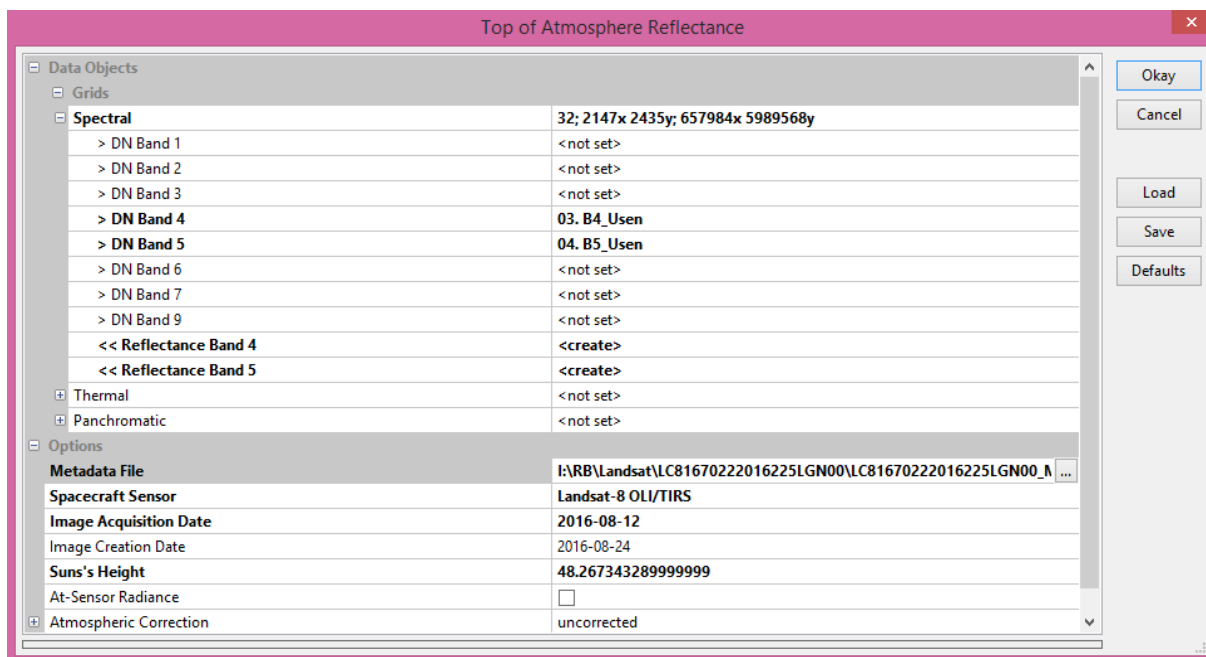 Top of Atmosphere Reflectance
Data Objects
Grids
Spectral 32; 2147x 2435y; 657984x 5989568y
> DN Band 1 <not set>
> DN Band 2 <not set>
> DN Band 3 <not set>
> DN Band 4 03. B4_Usen
> DN Band 5 04. B5_Usen
> DN Band 6 <not set>
> DN Band 7 <not set>
> DN Band 9 <not set>
<< Reflectance Band 4 <create>
<< Reflectance Band 5 <create>
Thermal <not set>
Panchromatic <not set>
Options
Metadata File I:\RB\Landsat\LC81670222016225LGN00\LC81670222016225LGN00_M ...
Spacecraft Sensor Landsat-8 OLI/TIRS
Image Acquisition Date 2016-08-12
Image Creation Date 2016-08-24
Suns's Height 48.267343289999999
At-Sensor Radiance
Atmospheric Correction uncorrected
Okay
Cancel
Load
Save
Defaults